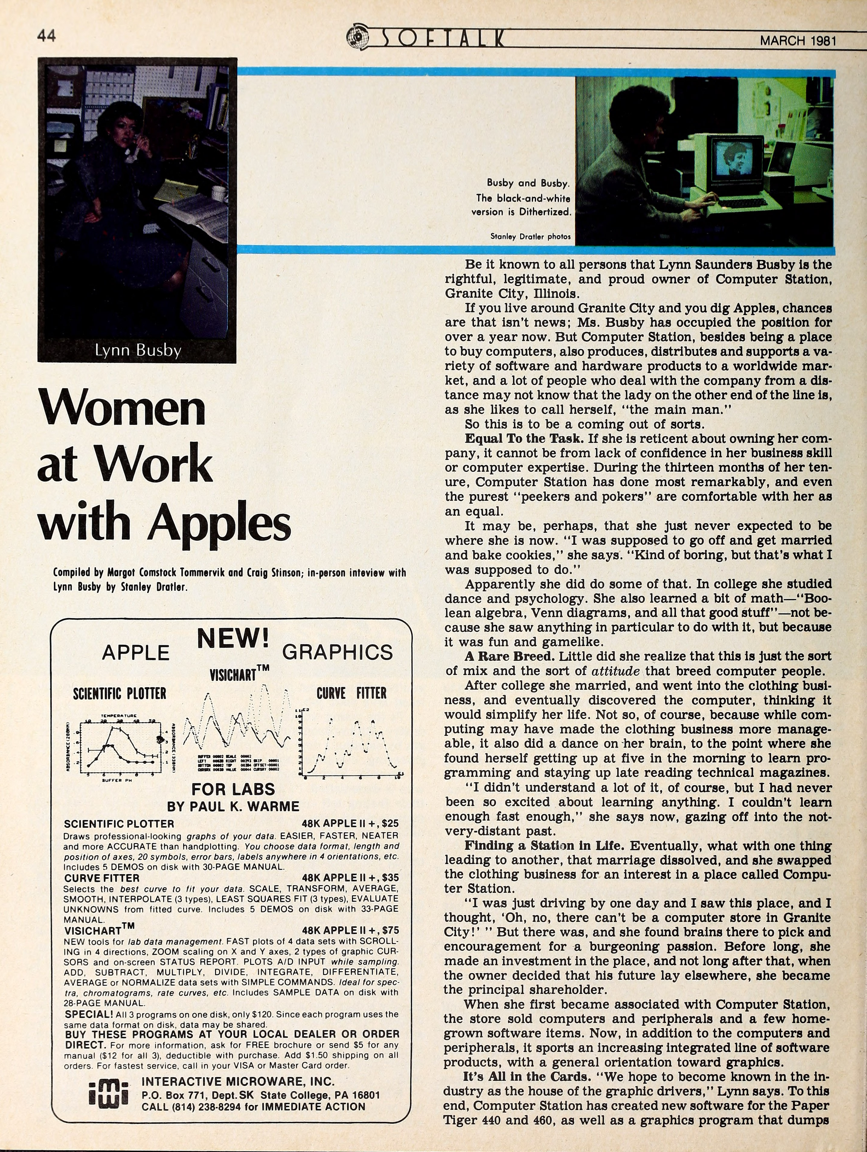 44
SOFTALK
MARCH 1981
Lynn Busby
Busby and Busby.
The black-and-white
version is Dithertized.
Stanley Dratler photos
Women
at Work
with Apples
Compiled by Margot Comstock Tommervik and Craig Stinson; in-person inteview with
Lynn Busby by Stanley Dratler.
NEW!
APPLE GRAPHICS
VISICHART™
SCIENTIFIC PLOTTER
CURVE FITTER
TEMPERATURE
BUFFER PH
FOR LABS
BY PAUL K. WARME
SCIENTIFIC PLOTTER 48K APPLE II +, $25
Draws professional-looking graphs of your data. EASIER, FASTER, NEATER
and more ACCURATE than handplotting. You choose data format, length and
position of axes, 20 symbols, error bars, labels anywhere in 4 orientations, etc.
Includes 5 DEMOS on disk with 30-PAGE MANUAL.
CURVE FITTER 48K APPLE II +, $35
Selects the best curve to fit your data. SCALE, TRANSFORM, AVERAGE,
SMOOTH, INTERPOLATE (3 types), LEAST SQUARES FIT (3 types), EVALUATE
UNKNOWNS from fitted curve. Includes 5 DEMOS on disk with 33-PAGE
MANUAL.
VISICHART™ 48K APPLE II +, $75
NEW tools for lab data management. FAST plots of 4 data sets with SCROLL-
ING in 4 directions, ZOOM scaling on X and Y axes, 2 types of graphic CUR-
SORS and on-screen STATUS REPORT. PLOTS A/D INPUT while sampling.
ADD, SUBTRACT, MULTIPLY, DIVIDE, INTEGRATE, DIFFERENTIATE,
AVERAGE or NORMALIZE data sets with SIMPLE COMMANDS. Ideal for spec-
tra, chromatograms, rate curves, etc. Includes SAMPLE DATA on disk with
28-PAGE MANUAL.
SPECIAL! All 3 programs on one disk, only $120. Since each program uses the
same data format on disk, data may be shared.
BUY THESE PROGRAMS AT YOUR LOCAL DEALER OR ORDER
DIRECT. For more information, ask for FREE brochure or send $5 for any
manual ($12 for all 3), deductible with purchase. Add $1.50 shipping on all
orders. For fastest service, call in your VISA or Master Card order.
INTERACTIVE MICROWARE, INC.
P.O. Box 771, Dept. SK State College, PA 16801
CALL (814) 238-8294 for IMMEDIATE ACTION
Be it known to all persons that Lynn Saunders Busby is the
rightful, legitimate, and proud owner of Computer Station,
Granite City, Illinois.
If you live around Granite City and you dig Apples, chances
are that isn't news; Ms. Busby has occupied the position for
over a year now. But Computer Station, besides being a place
to buy computers, also produces, distributes and supports a va-
riety of software and hardware products to a worldwide mar-
ket, and a lot of people who deal with the company from a dis-
tance may not know that the lady on the other end of the line is,
as she likes to call herself, "the main man."
So this is to be a coming out of sorts.
Equal To the Task. If she is reticent about owning her com-
pany, it cannot be from lack of confidence in her business skill
or computer expertise. During the thirteen months of her ten-
ure, Computer Station has done most remarkably, and even
the purest "peekers and pokers" are comfortable with her as
an equal.
It may be, perhaps, that she just never expected to be
where she is now. "I was supposed to go off and get married
and bake cookies," she says. "Kind of boring, but that's what I
was supposed to do."
Apparently she did do some of that. In college she studied
dance and psychology. She also learned a bit of math—"Boo-
lean algebra, Venn diagrams, and all that good stuff"—not be-
cause she saw anything in particular to do with it, but because
it was fun and gamelike.
A Rare Breed. Little did she realize that this is just the sort
of mix and the sort of attitude that breed computer people.
After college she married, and went into the clothing busi-
ness, and eventually discovered the computer, thinking it
would simplify her life. Not so, of course, because while com-
puting may have made the clothing business more manage-
able, it also did a dance on her brain, to the point where she
found herself getting up at five in the morning to learn pro-
gramming and staying up late reading technical magazines.
"I didn't understand a lot of it, of course, but I had never
been so excited about learning anything. I couldn't learn
enough fast enough," she says now, gazing off into the not-
very-distant past.
Finding a Station in Life. Eventually, what with one thing
leading to another, that marriage dissolved, and she swapped
the clothing business for an interest in a place called Compu-
ter Station.
"I was just driving by one day and I saw this place, and I
thought, 'Oh, no, there can't be a computer store in Granite
City!' " But there was, and she found brains there to pick and
encouragement for a burgeoning passion. Before long, she
made an investment in the place, and not long after that, when
the owner decided that his future lay elsewhere, she became
the principal shareholder.
When she first became associated with Computer Station,
the store sold computers and peripherals and a few home-
grown software items. Now, in addition to the computers and
peripherals, it sports an increasing integrated line of software
products, with a general orientation toward graphics.
It's All in the Cards. "We hope to become known in the in-
dustry as the house of the graphic drivers," Lynn says. To this
end, Computer Station has created new software for the Paper
Tiger 440 and 460, as well as a graphics program that dumps